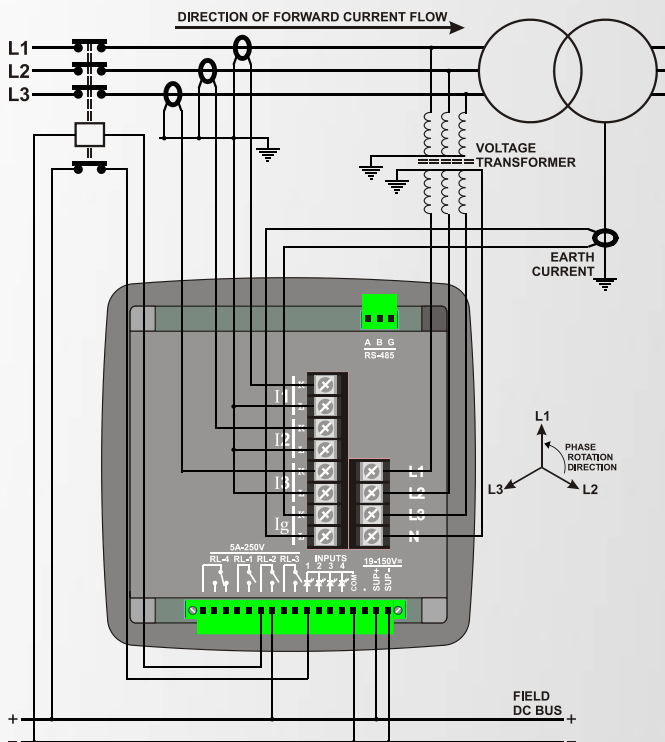 DIRECTION OF FORWARD CURRENT FLOW
L1
L2
L3
VOLTAGE
TRANSFORMER
EARTH
CURRENT
A B G
RS-485
K
I1
L
K
I2
L
K
I3
L
K
Ig
L
L1
L2
L3
N
L1
PHASE
ROTATION
DIRECTION
L3
L2
5A-250V
RL-4 RL-1 RL-2 RL-3
INPUTS
1 2 3 4
COM
-
19-150V=
SUP+
SUP-
FIELD
DC BUS
+ +
- -